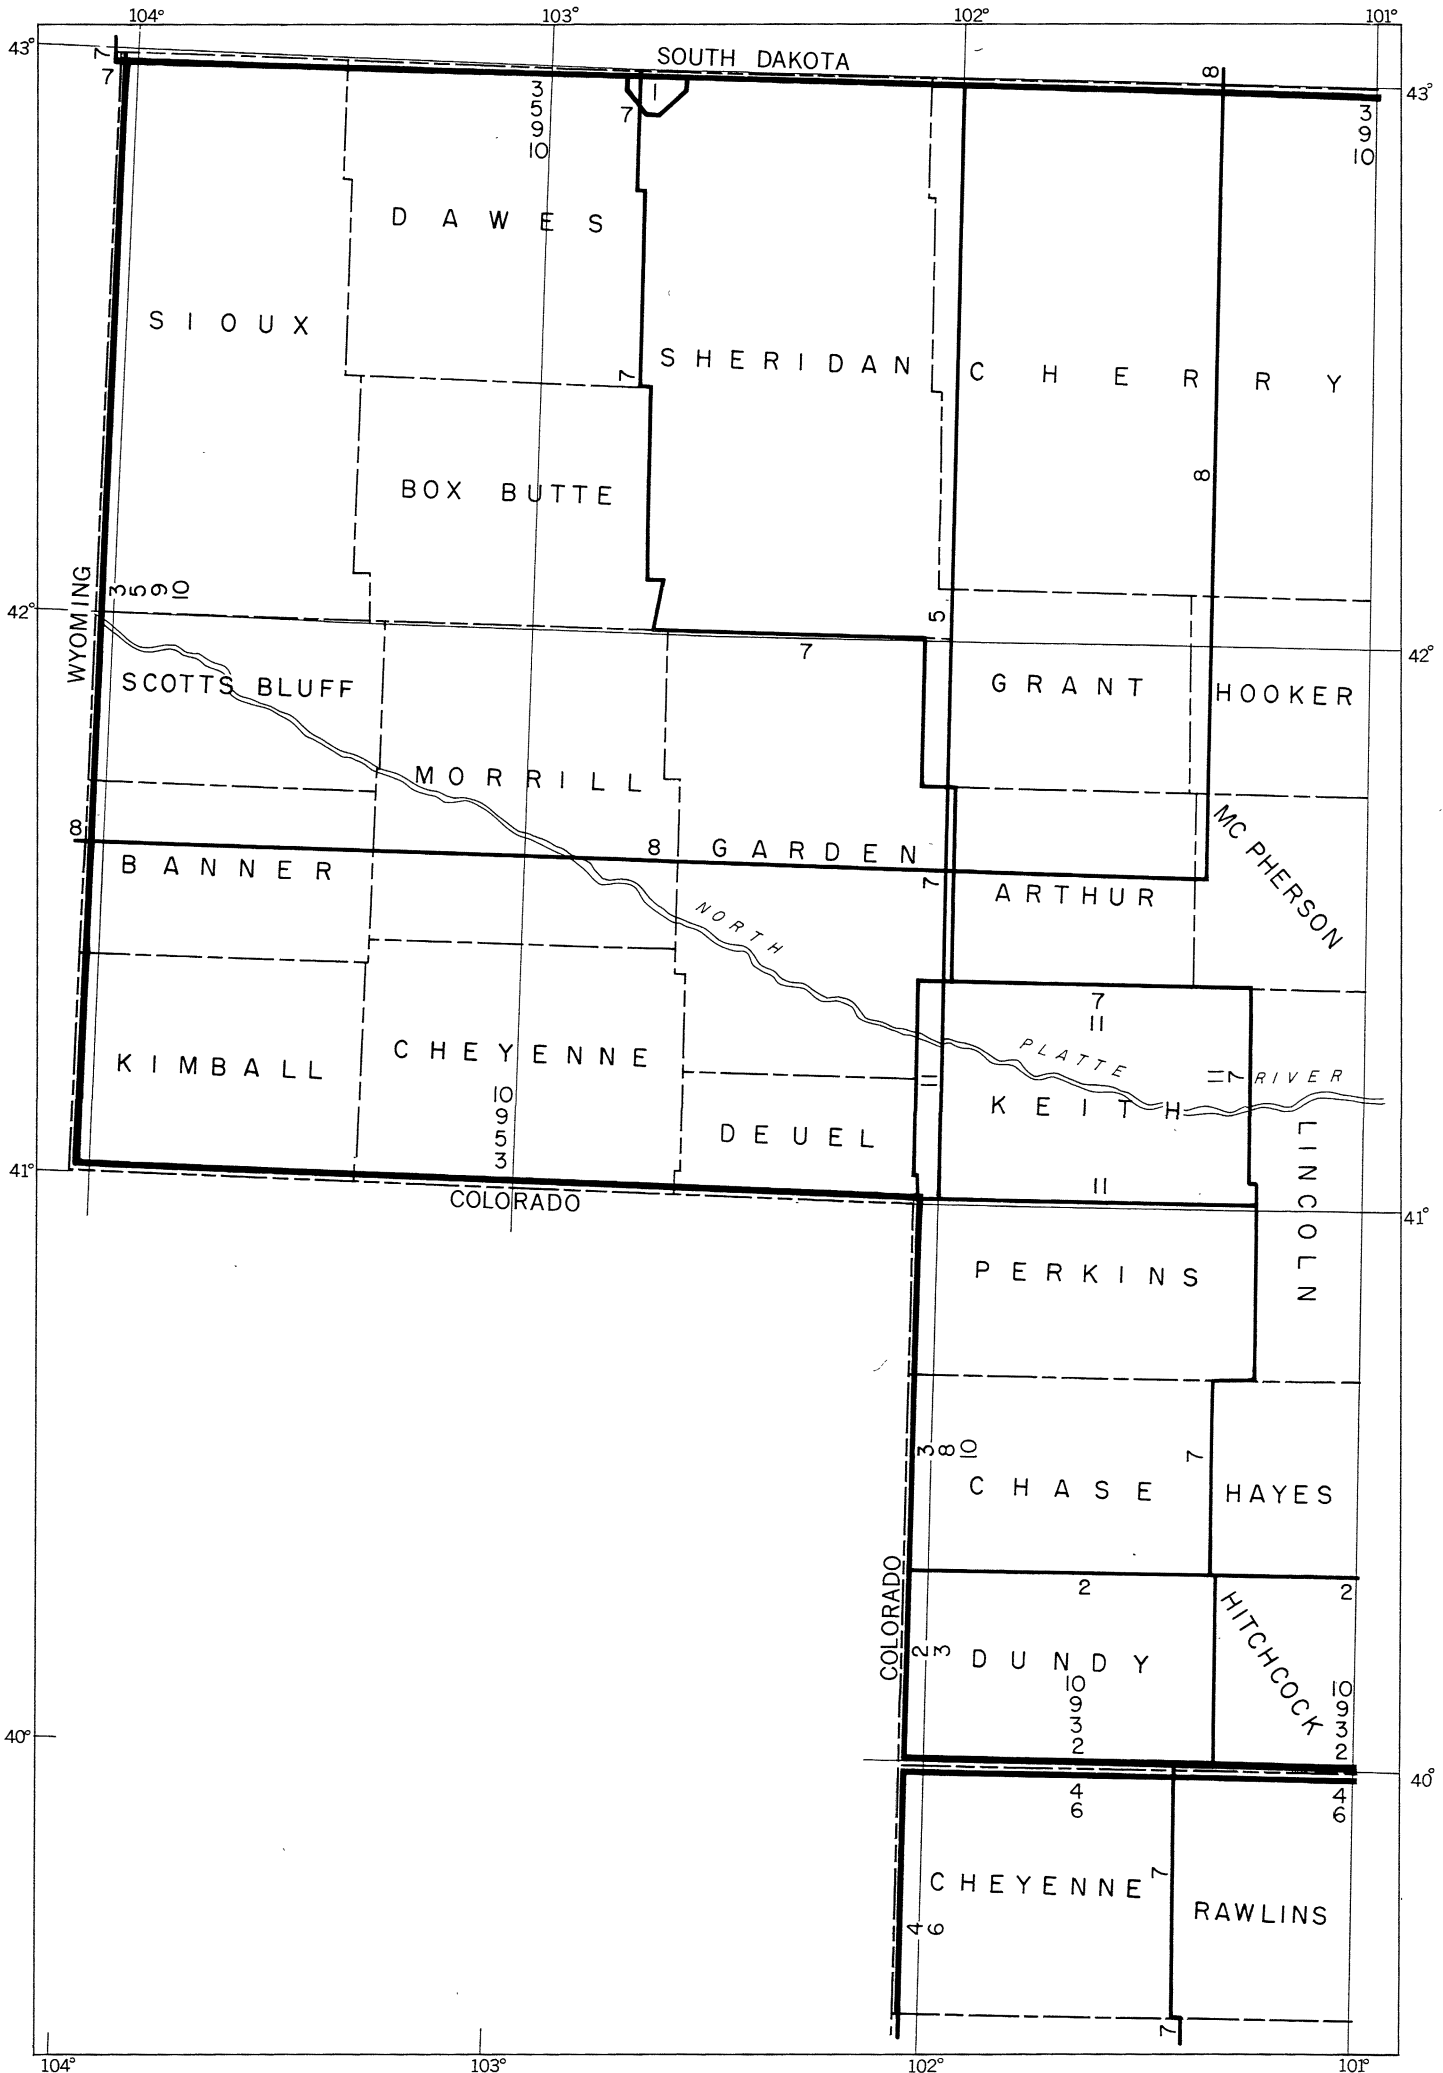 104° 103° 102° 101°
43°
7
7
SOUTH DAKOTA
8
43°
3
5
9
10
7
3
9
10
DAWES
SIOUX
SHERIDAN
CHERRY
7
8
BOX BUTTE
WYOMING
3 5 9 10
42°
5
7
42°
SCOTTS BLUFF
GRANT
HOOKER
MORRILL
8
8
GARDEN
MC PHERSON
BANNER
7
ARTHUR
NORTH
7
11
PLATTE
11
7
RIVER
CHEYENNE
KIMBALL
11
KEITH
10
9
5
3
DEUEL
LINCOLN
41°
COLORADO
11
41°
PERKINS
3 8 10
7
CHASE
HAYES
COLORADO
2
2
HITCHCOCK
2 3
DUNDY
10
9
3
2
10
9
3
2
40°
40°
4
6
4
6
CHEYENNE
7
RAWLINS
4 6
7
104° 103° 102° 101°